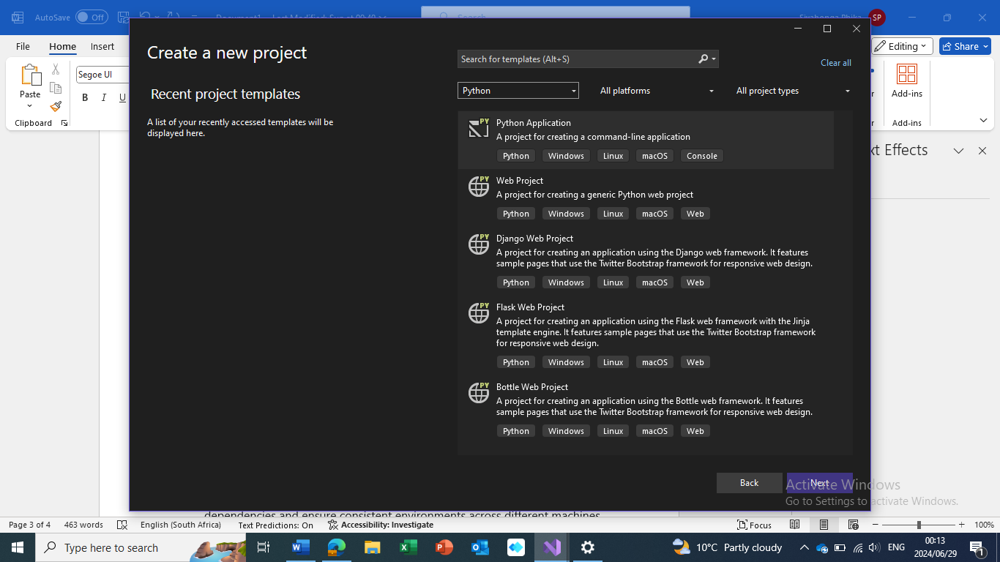 AutoSave
Off
Create a new project
Search for templates (Alt+S)
Clear all
Recent project templates
A list of your recently accessed templates will be
displayed here.
Python
All platforms
All project types
Python Application
A project for creating a command-line application
Python Windows Linux macOS Console
Web Project
A project for creating a generic Python web project
Python Windows Linux macOS Web
Django Web Project
A project for creating an application using the Django web framework. It features
sample pages that use the Twitter Bootstrap framework for responsive web design.
Python Windows Linux macOS Web
Flask Web Project
A project for creating an application using the Flask web framework with the Jinja
template engine. It features sample pages that use the Twitter Bootstrap framework
for responsive web design.
Python Windows Linux macOS Web
Bottle Web Project
A project for creating an application using the Bottle web framework. It features
sample pages that use the Twitter Bootstrap framework for responsive web design.
Python Windows Linux macOS Web
Back
Next
SP
File Home Insert
Editing
Share
Segoe UI
Paste
B I U
Clipboard
Add-ins
Add-ins
Effects
Activate Windows
Go to Settings to activate Windows.
dependencies and ensure consistent environments across different machines
Page 3 of 4 463 words English (South Africa) Text Predictions: On Accessibility: Investigate Focus 100%
Type here to search
10°C Partly cloudy
ENG
00:13
2024/06/29
1